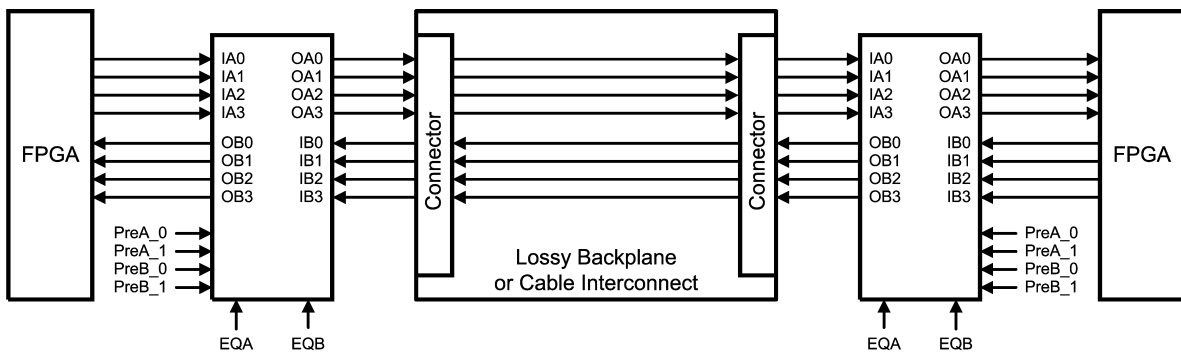 FPGA
IA0 OA0
IA1 OA1
IA2 OA2
IA3 OA3
OB0 IB0
OB1 IB1
OB2 IB2
OB3 IB3
PreA_0
PreA_1
PreB_0
PreB_1
EQA EQB
Connector
Lossy Backplane
or Cable Interconnect
Connector
IA0 OA0
IA1 OA1
IA2 OA2
IA3 OA3
OB0 IB0
OB1 IB1
OB2 IB2
OB3 IB3
PreA_0
PreA_1
PreB_0
PreB_1
EQA EQB
FPGA